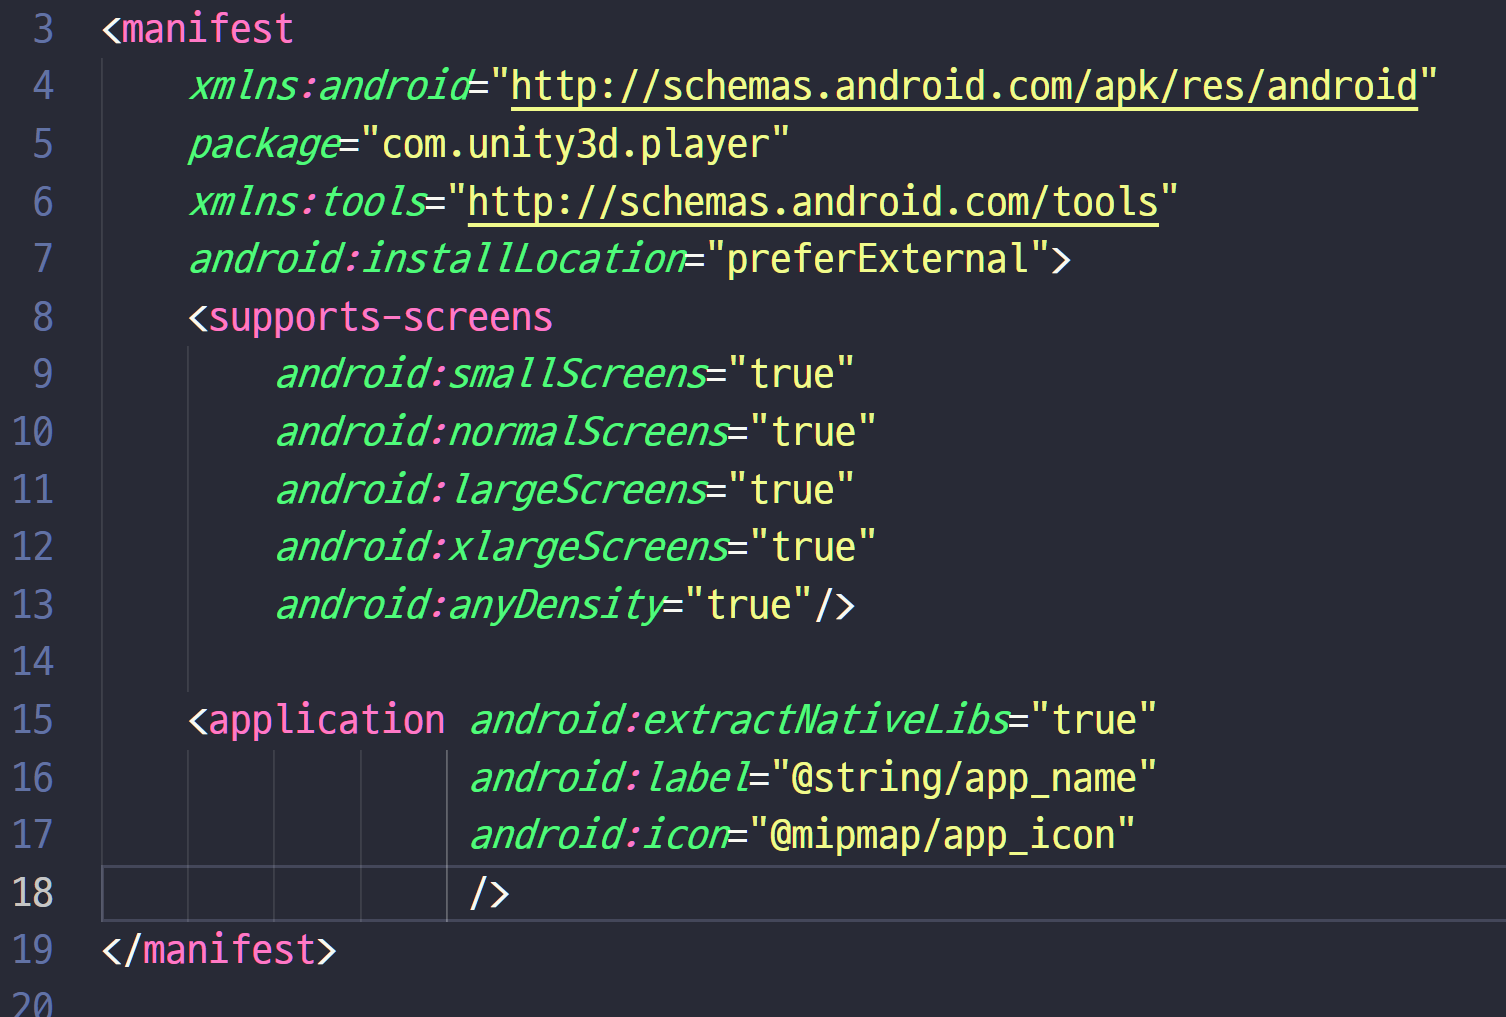 3 <manifest
4 xmlns:android="http://schemas.android.com/apk/res/android"
5 package="com.unity3d.player"
6 xmlns:tools="http://schemas.android.com/tools"
7 android:installLocation="preferExternal">
8 <supports-screens
9 android:smallScreens="true"
10 android:normalScreens="true"
11 android:largeScreens="true"
12 android:xlargeScreens="true"
13 android:anyDensity="true"/>
14
15 <application android:extractNativeLibs="true"
16 android:label="@string/app_name"
17 android:icon="@mipmap/app_icon"
18 />
19 </manifest>
20